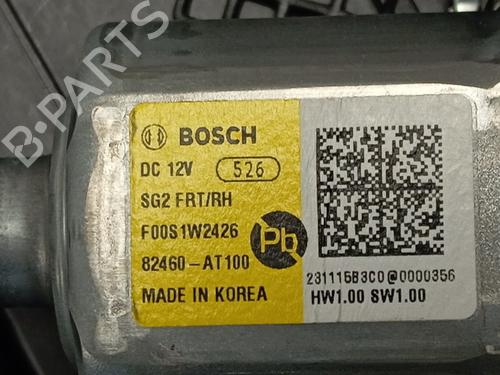 B-PARTS
BOSCH
DC 12V 526
SG2 FRT/RH
F00S1W2426
Pb
82460-AT100
231115B3C0@0000356
MADE IN KOREA
HW1.00 SW1.00